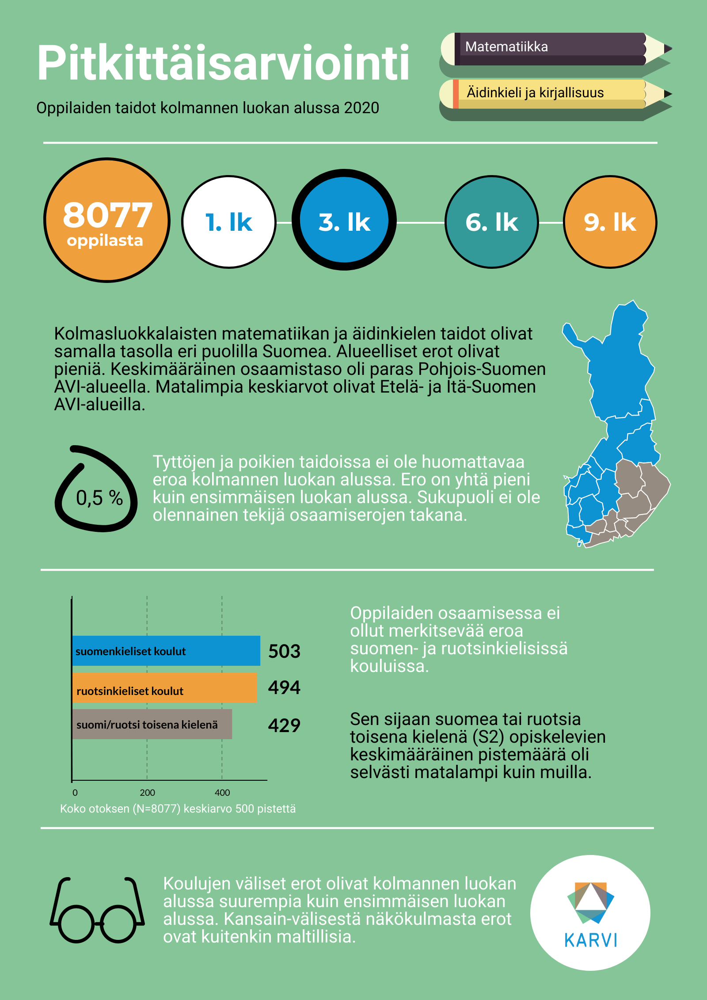 Pitkittäisarviointi
Oppilaiden taidot kolmannen luokan alussa 2020
Matematiikka
Äidinkieli ja kirjallisuus
8077
oppilasta
1. lk
3. lk
6. lk
9. lk
Kolmasluokkalaisten matematiikan ja äidinkielen taidot olivat
samalla tasolla eri puolilla Suomea. Alueelliset erot olivat
pieniä. Keskimääräinen osaamistaso oli paras Pohjois-Suomen
AVI-alueella. Matalimpia keskiarvot olivat Etelä- ja Itä-Suomen
AVI-alueilla.
0,5 %
Tyttöjen ja poikien taidoissa ei ole huomattavaa
eroa kolmannen luokan alussa. Ero on yhtä pieni
kuin ensimmäisen luokan alussa. Sukupuoli ei ole
olennainen tekijä osaamiserojen takana.
suomenkieliset koulut
503
ruotsinkieliset koulut
494
suomi/ruotsi toisena kielenä
429
0
200
400
Koko otoksen (N=8077) keskiarvo 500 pistettä
Oppilaiden osaamisessa ei
ollut merkitsevää eroa
suomen- ja ruotsinkielisissä
kouluissa.
Sen sijaan suomea tai ruotsia
toisena kielenä (S2) opiskelevien
keskimääräinen pistemäärä oli
selvästi matalampi kuin muilla.
Koulujen väliset erot olivat kolmannen luokan
alussa suurempia kuin ensimmäisen luokan
alussa. Kansain-välisestä näkökulmasta erot
ovat kuitenkin maltillisia.
KARVI